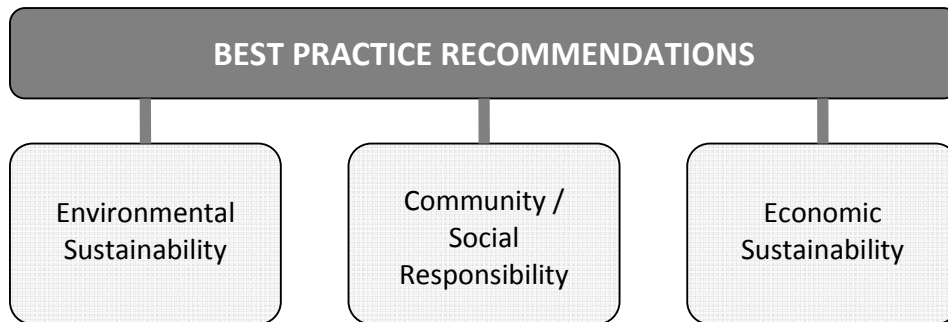 BEST PRACTICE RECOMMENDATIONS
Environmental
Sustainability
Community /
Social
Responsibility
Economic
Sustainability